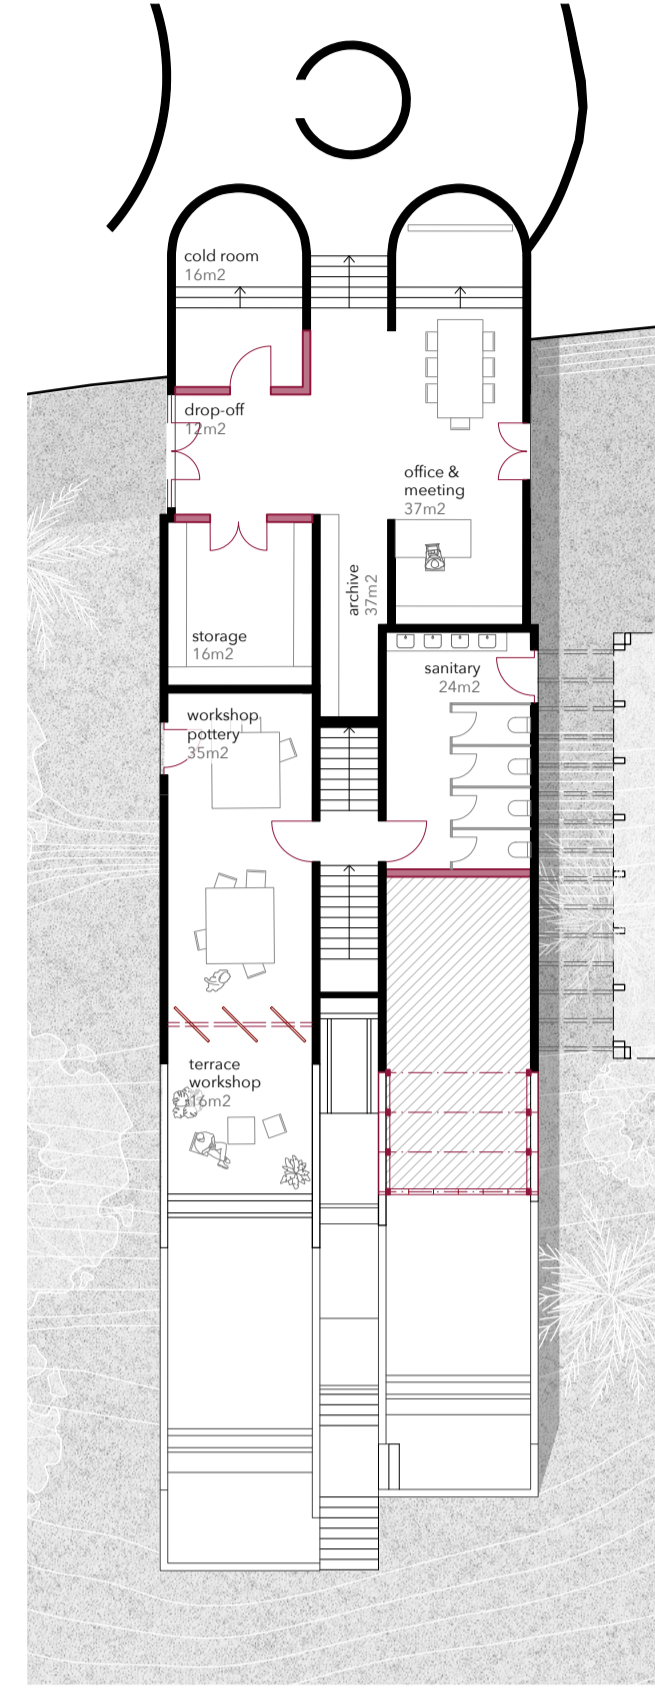 cold room
16m2
drop-off
12m2
office &
meeting
37m2
archive
37m2
storage
16m2
sanitary
24m2
workshop
pottery
35m2
terrace
workshop
16m2